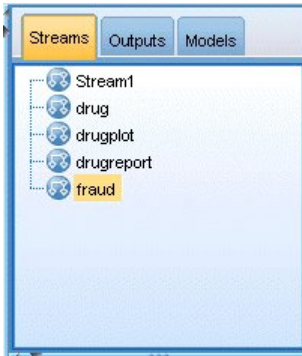 Streams Outputs Models
Stream1
drug
drugplot
drugreport
fraud